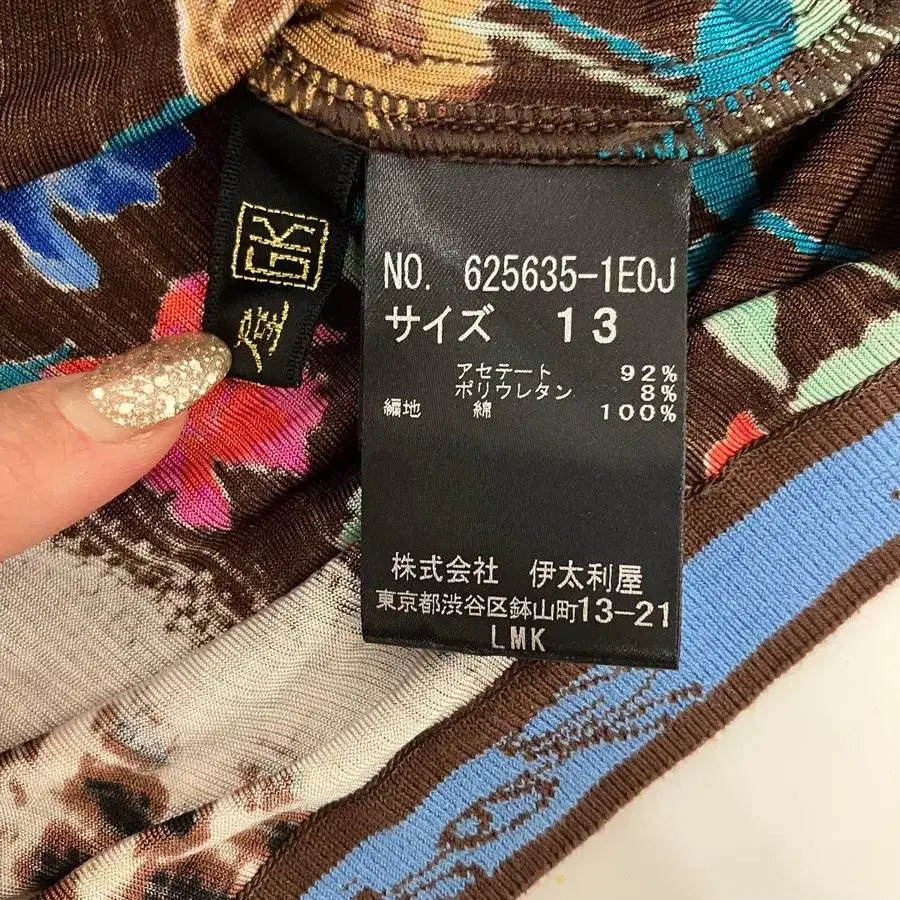 GK
屋
NO. 625635-1E0J
サイズ 13
アセテート 92%
ポリウレタン 8%
編地 綿 100%
株式会社 伊太利屋
東京都渋谷区鉢山町13-21
LMK